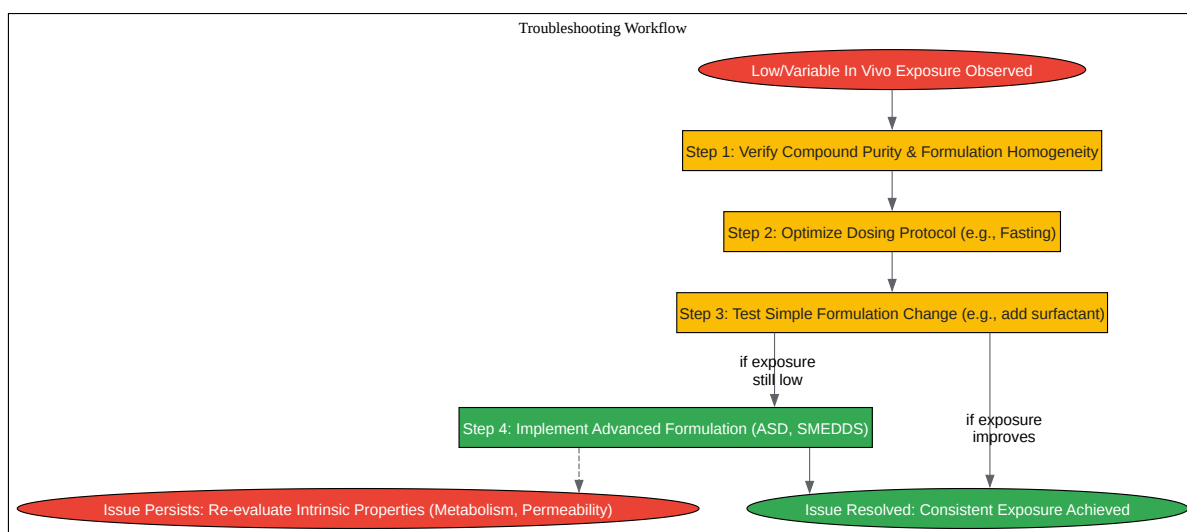 Troubleshooting Workflow
Low/Variable In Vivo Exposure Observed
Step 1: Verify Compound Purity & Formulation Homogeneity
Step 2: Optimize Dosing Protocol (e.g., Fasting)
Step 3: Test Simple Formulation Change (e.g., add surfactant)
if exposure
still low
Step 4: Implement Advanced Formulation (ASD, SMEDDS)
if exposure
improves
Issue Persists: Re-evaluate Intrinsic Properties (Metabolism, Permeability)
Issue Resolved: Consistent Exposure Achieved